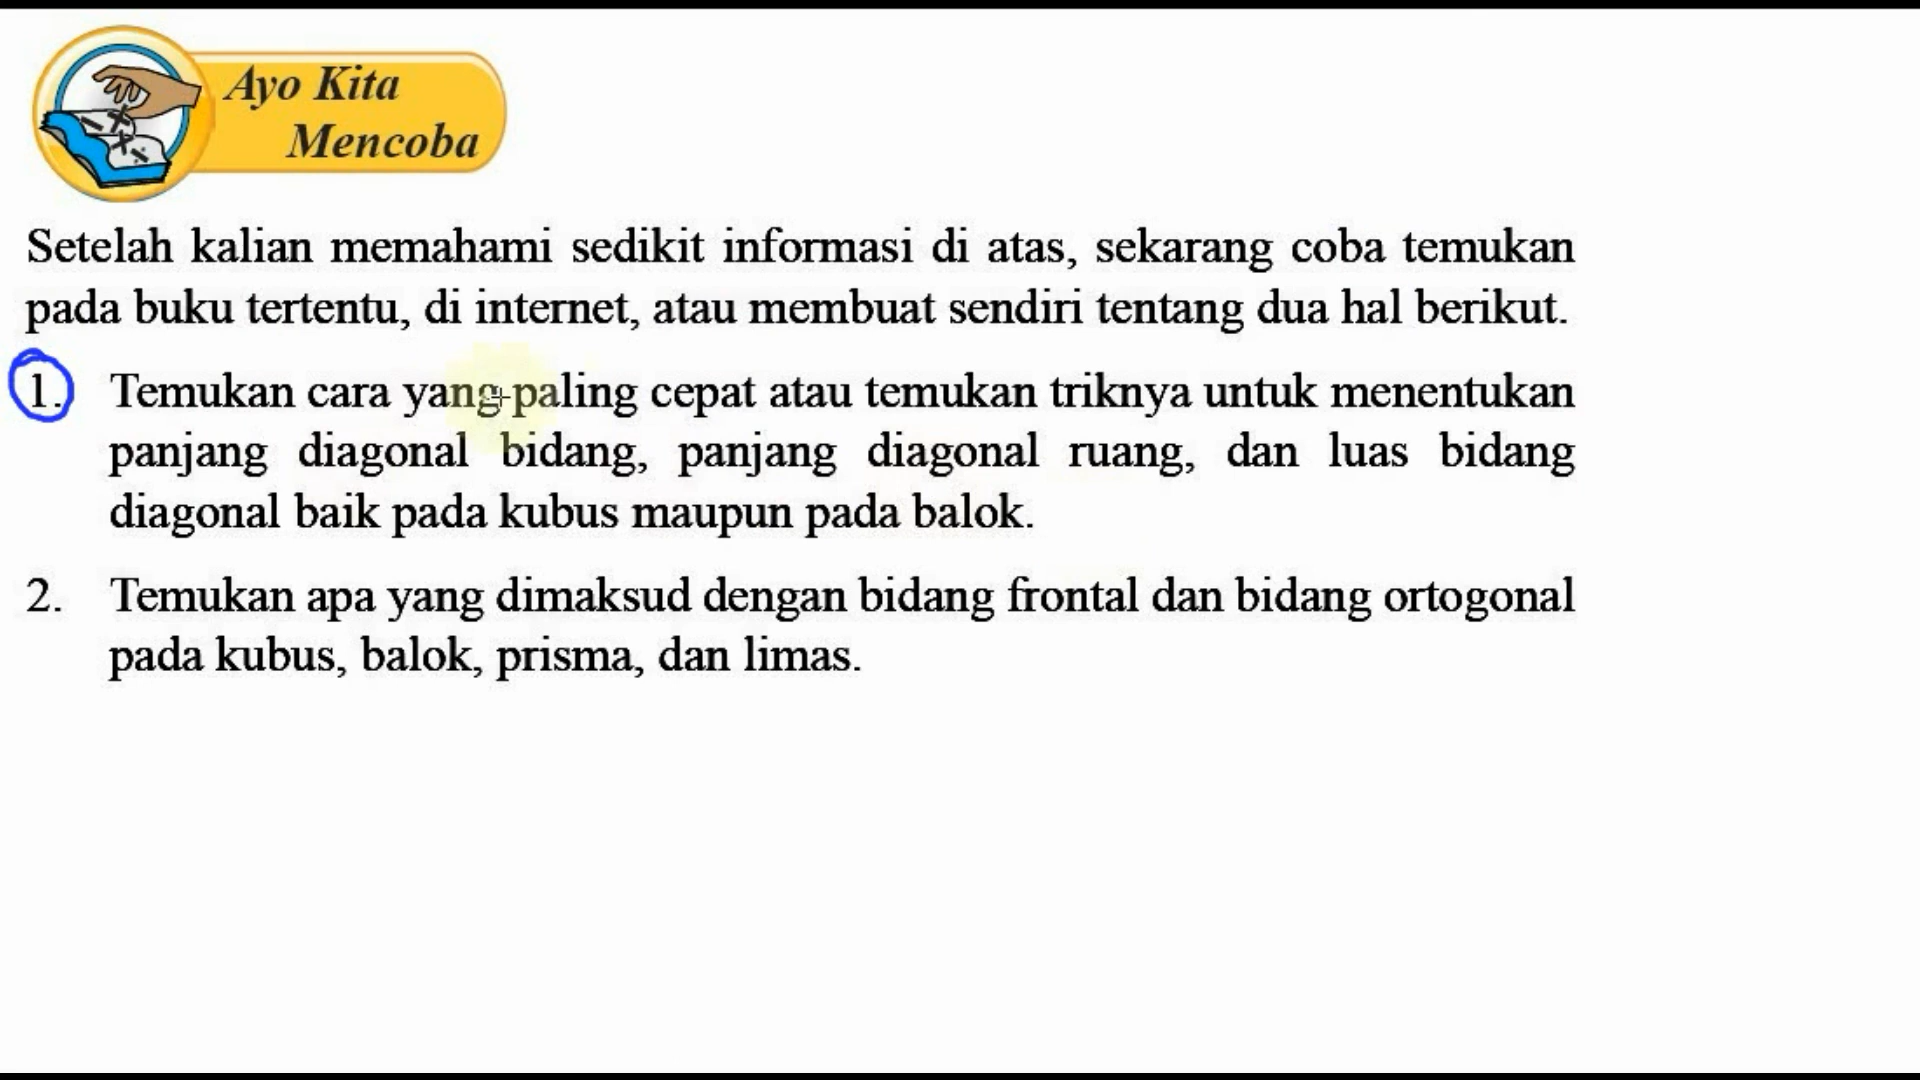 Ayo Kita
Mencoba
Setelah kalian memahami sedikit informasi di atas, sekarang coba temukan
pada buku tertentu, di internet, atau membuat sendiri tentang dua hal berikut.
1. Temukan cara yang paling cepat atau temukan triknya untuk menentukan
panjang diagonal bidang, panjang diagonal ruang, dan luas bidang
diagonal baik pada kubus maupun pada balok.
2. Temukan apa yang dimaksud dengan bidang frontal dan bidang ortogonal
pada kubus, balok, prisma, dan limas.